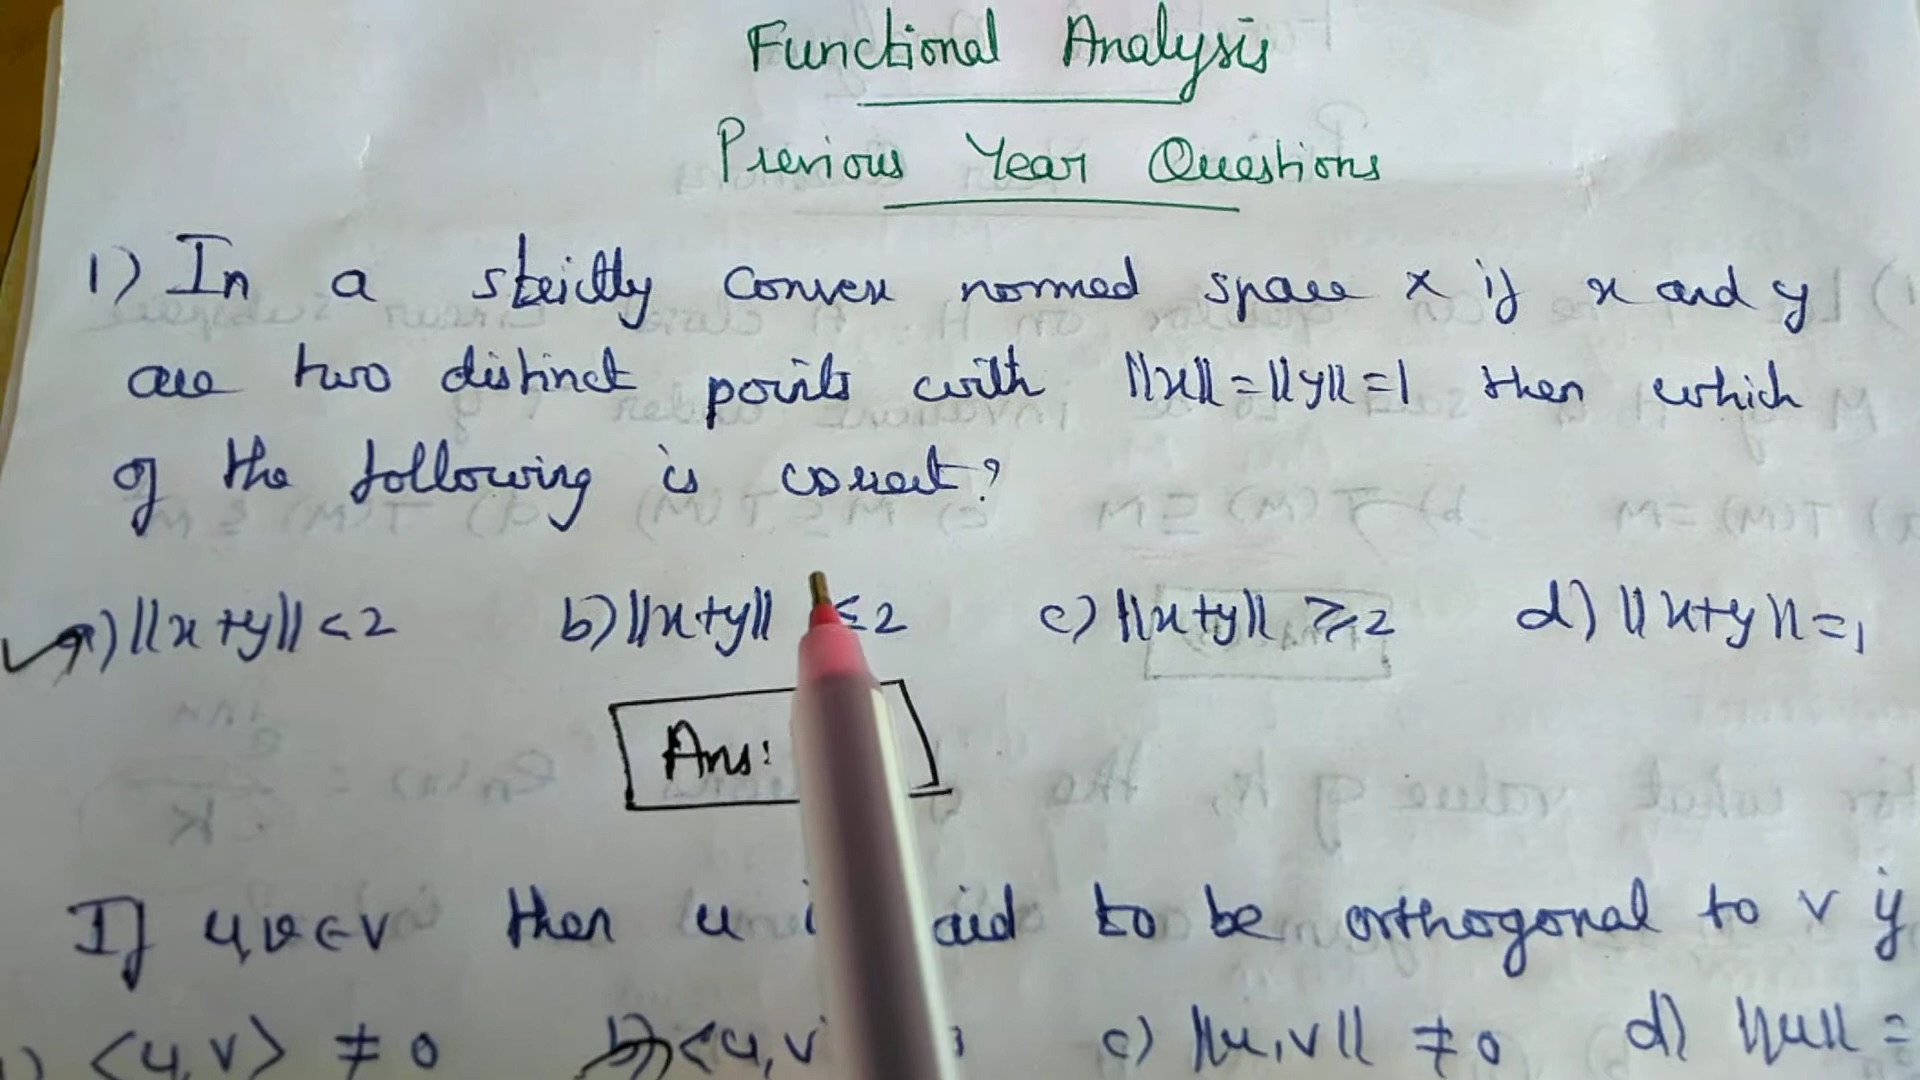 Functional Analysis
Previous Year Questions
1) In a strictly convex normed space x if x and y
are two distinct points with ||x|| = ||y|| = 1 then which
of the following is correct?
a) ||x+y|| < 2 b) ||x+y|| ≤ 2 c) ||x+y|| ≥ 2 d) ||x+y|| = 1
Ans:
If u, v ∈ V then u aid to be orthogonal to v if
<u, v> ≠ 0 b) <u, v c) ||u, v|| ≠ 0 d) ||u|| =